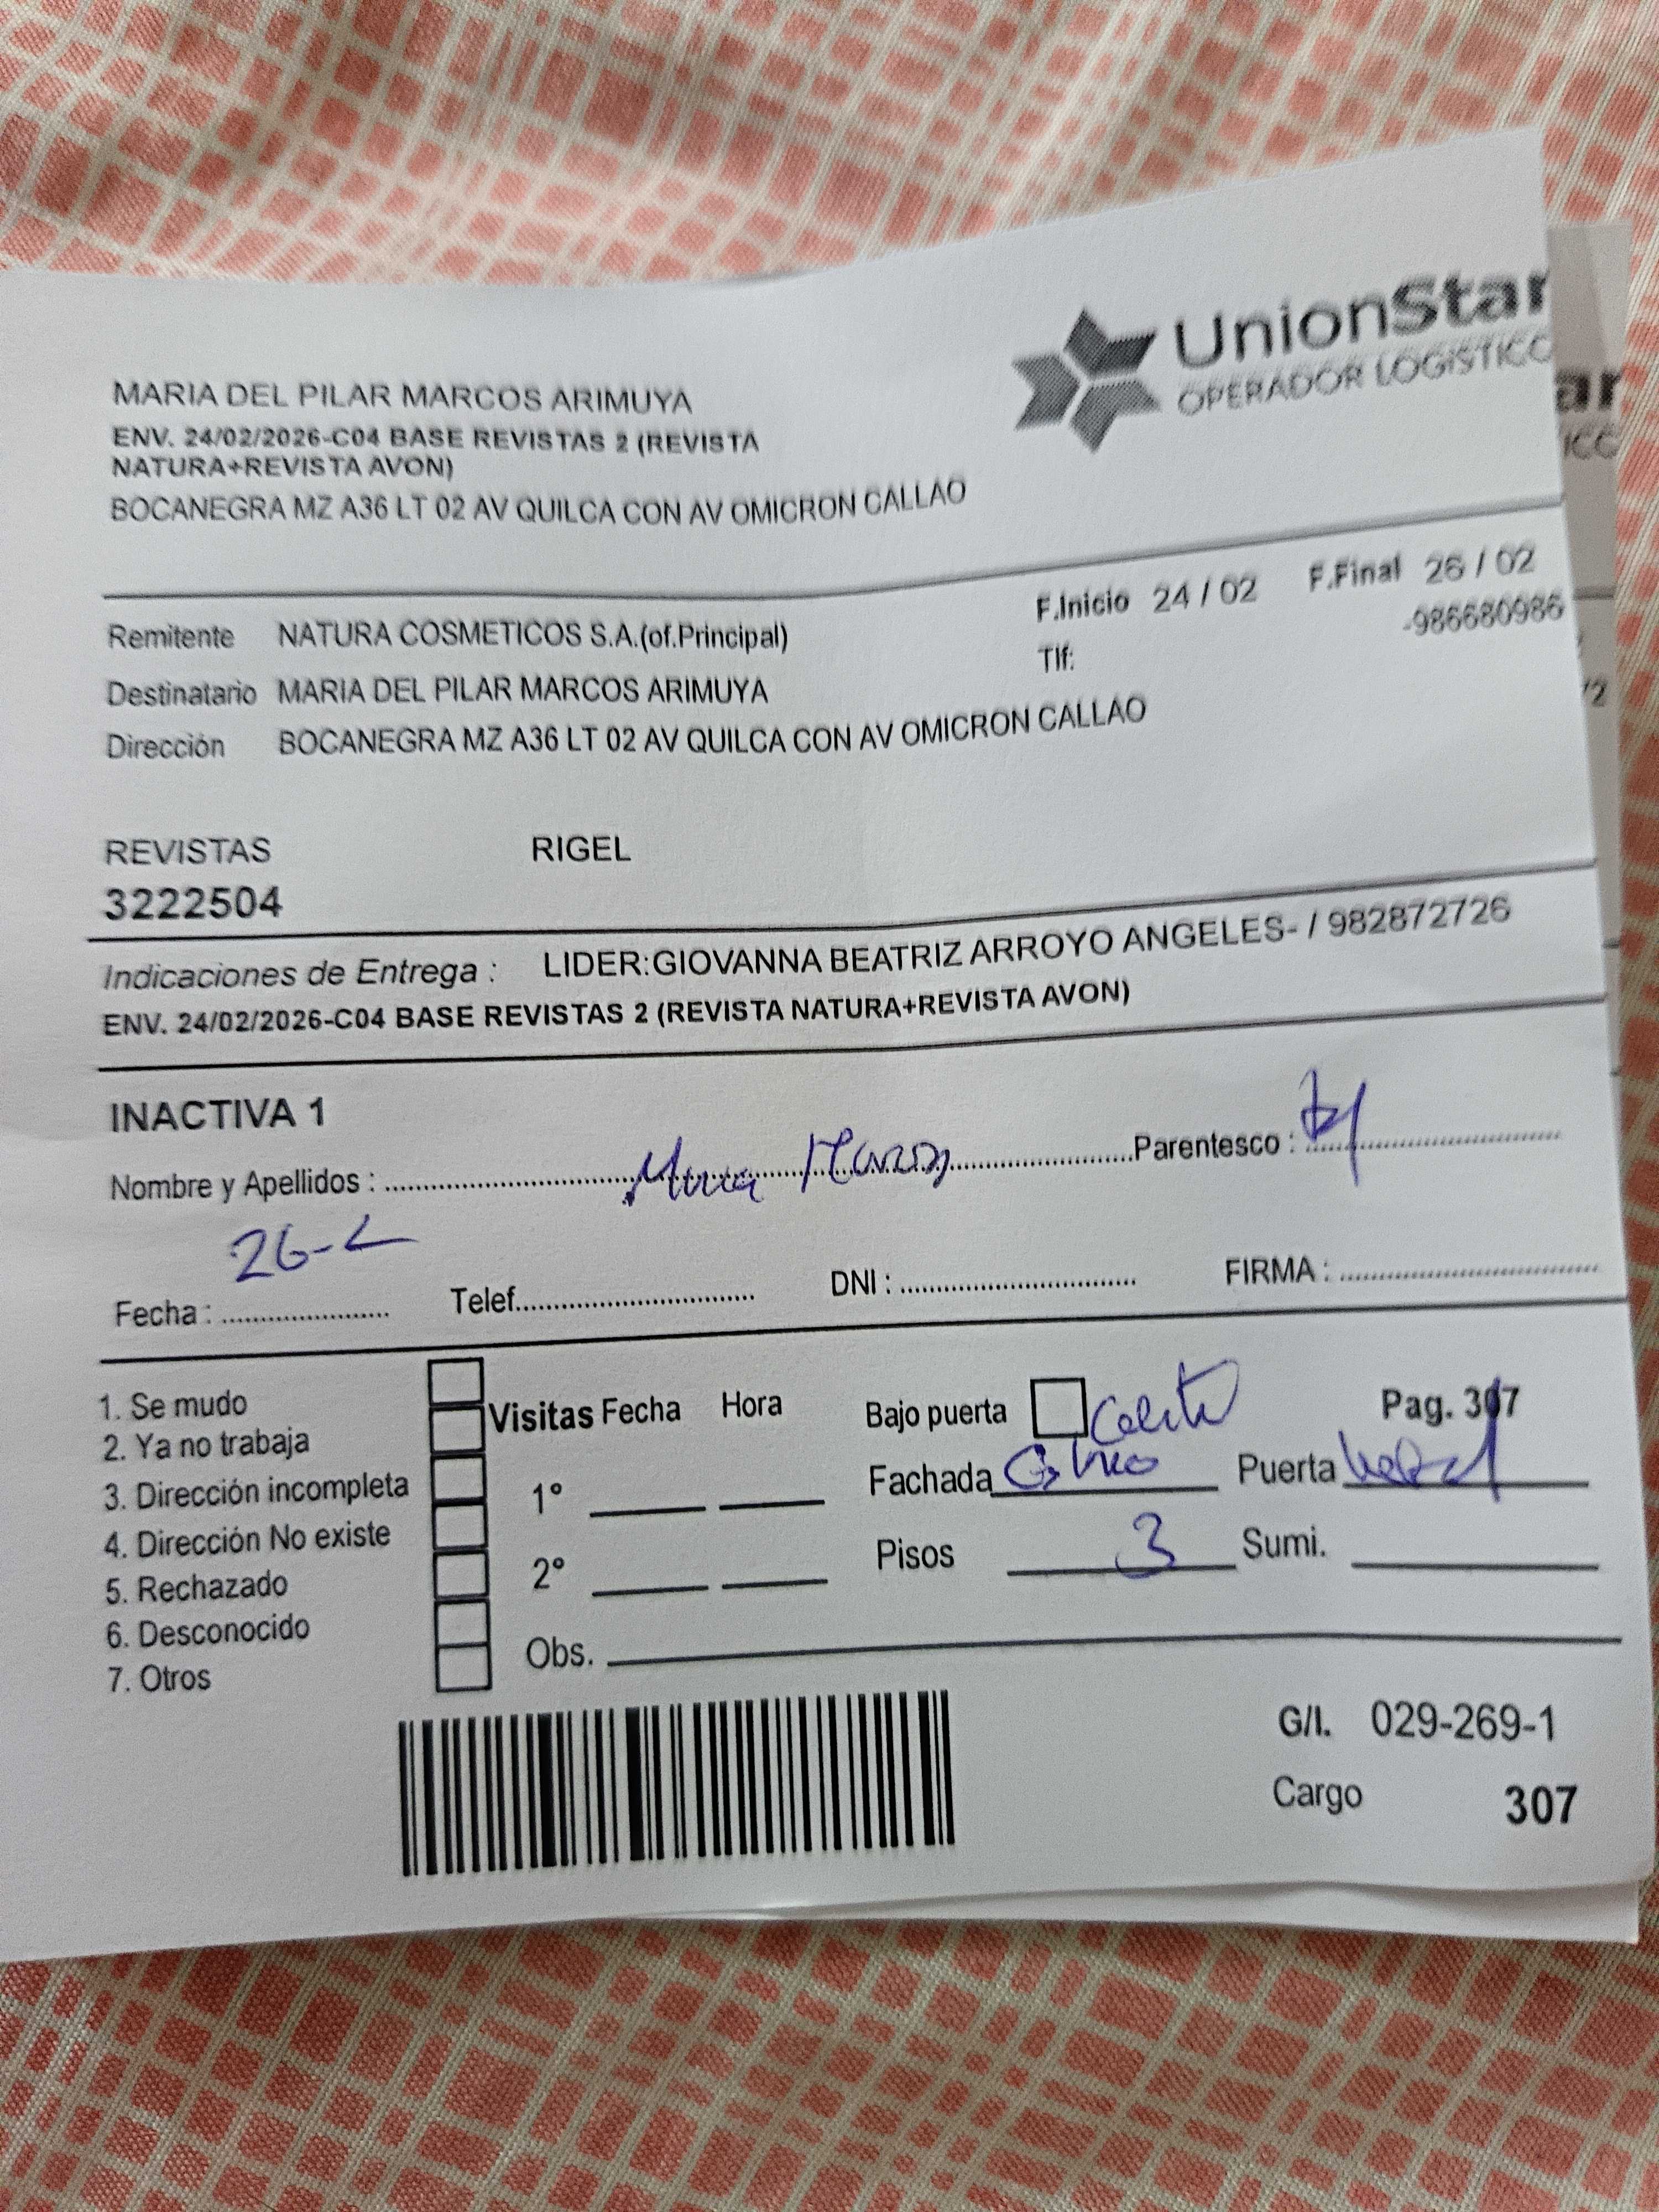 UnionStar
OPERADOR LOGISTICO
MARIA DEL PILAR MARCOS ARIMUYA
ENV. 24/02/2026-C04 BASE REVISTAS 2 (REVISTA
NATURA+REVISTA AVON)
BOCANEGRA MZ A36 LT 02 AV QUILCA CON AV OMICRON CALLAO
F.Inicio 24 / 02 F.Final 26 / 02
Remitente NATURA COSMETICOS S.A.(of.Principal) Tlf: -986680986
Destinatario MARIA DEL PILAR MARCOS ARIMUYA
Dirección BOCANEGRA MZ A36 LT 02 AV QUILCA CON AV OMICRON CALLAO
REVISTAS RIGEL
3222504
Indicaciones de Entrega : LIDER:GIOVANNA BEATRIZ ARROYO ANGELES- / 982872726
ENV. 24/02/2026-C04 BASE REVISTAS 2 (REVISTA NATURA+REVISTA AVON)
INACTIVA 1
Nombre y Apellidos : Parentesco :
26-2
Fecha : Telef. DNI : FIRMA :
1. Se mudo
2. Ya no trabaja
3. Dirección incompleta
4. Dirección No existe
5. Rechazado
6. Desconocido
7. Otros
Visitas Fecha Hora
1°
2°
Obs.
Bajo puerta Pag. 307
Fachada Puerta
Pisos 3 Sumi.
G/I. 029-269-1
Cargo 307